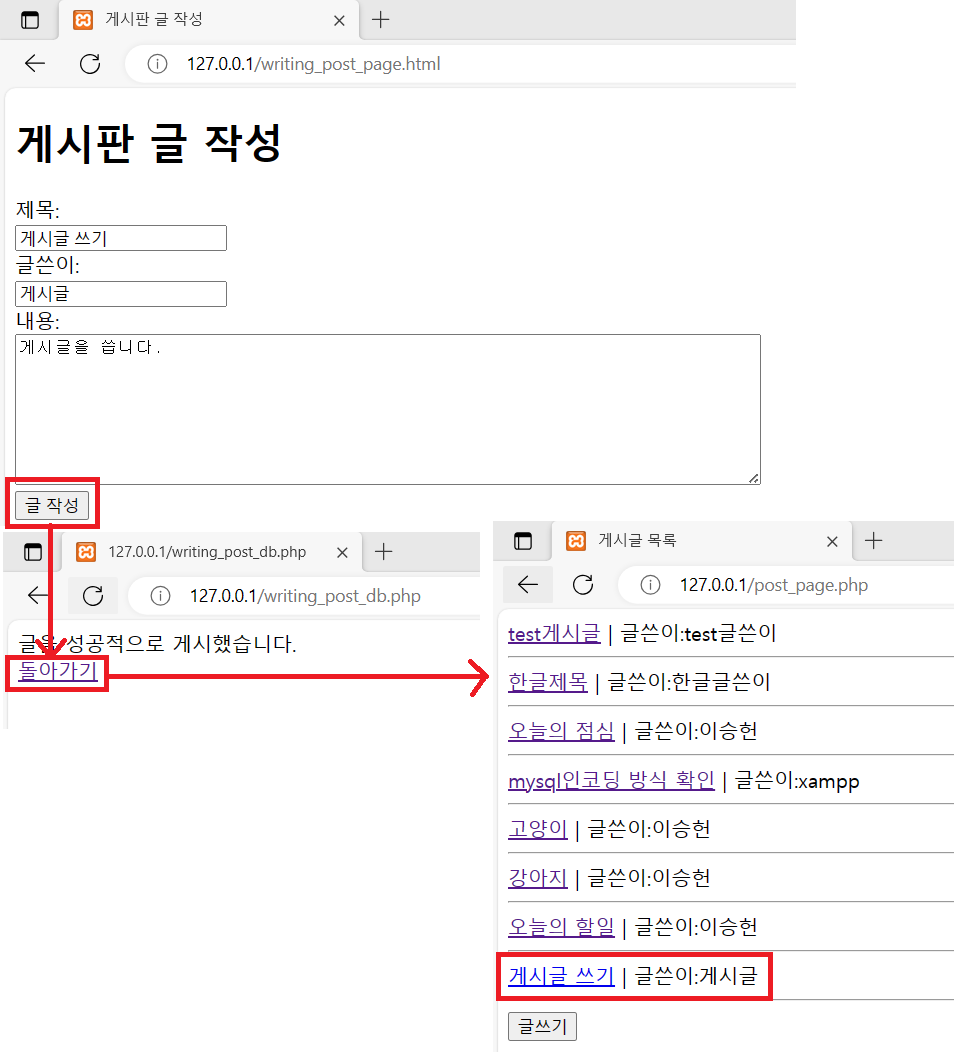 게시판 글 작성
127.0.0.1/writing_post_page.html
게시판 글 작성
제목:
게시글 쓰기
글쓴이:
게시글
내용:
게시글을 씁니다.
글 작성
127.0.0.1/writing_post_db.php
127.0.0.1/writing_post_db.php
글을 성공적으로 게시했습니다.
돌아가기
게시글 목록
127.0.0.1/post_page.php
test게시글 | 글쓴이:test글쓴이
한글제목 | 글쓴이:한글글쓴이
오늘의 점심 | 글쓴이:이승헌
mysql인코딩 방식 확인 | 글쓴이:xampp
고양이 | 글쓴이:이승헌
강아지 | 글쓴이:이승헌
오늘의 할일 | 글쓴이:이승헌
게시글 쓰기 | 글쓴이:게시글
글쓰기